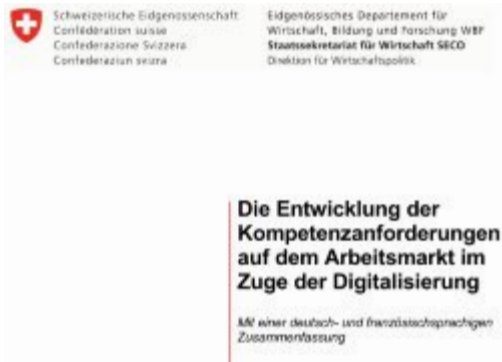 Schweizerische Eidgenossenschaft
Confédération suisse
Confederazione Svizzera
Confederaziun svizra
Eidgenössisches Departement für
Wirtschaft, Bildung und Forschung WBF
Staatssekretariat für Wirtschaft SECO
Direktion für Wirtschaftspolitik
Die Entwicklung der
Kompetenzanforderungen
auf dem Arbeitsmarkt im
Zuge der Digitalisierung
Mit einer deutsch- und französischsprachigen
Zusammenfassung